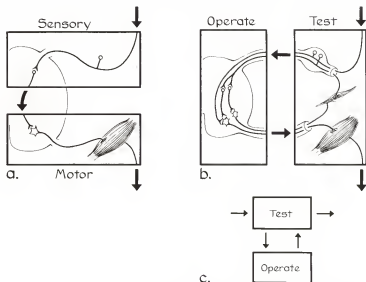 Sensory
Operate Test
a. Motor
b.
Test
Operate
c.